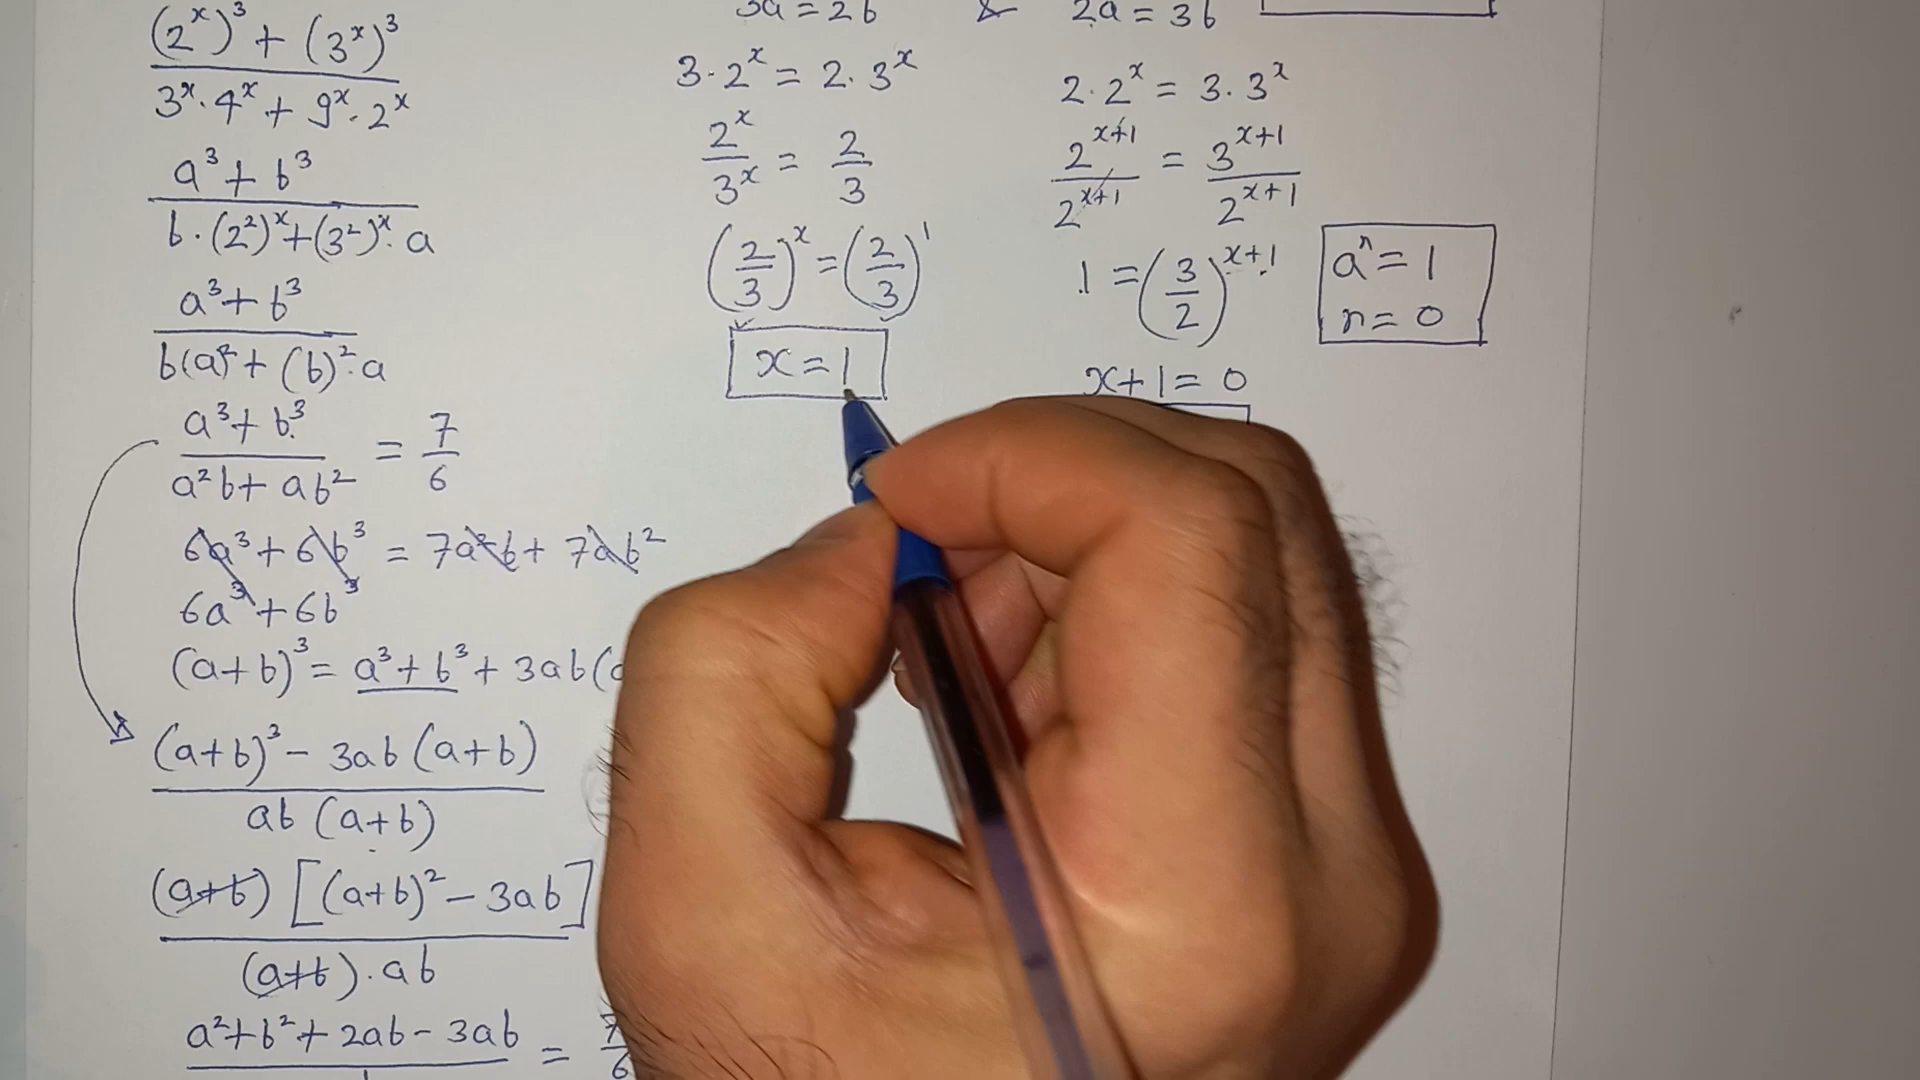 (2^x)^3 + (3^x)^3
3^x · 4^x + 9^x · 2^x
a^3 + b^3
b · (2^2)^x + (3^2)^x · a
a^3 + b^3
b(a)^2 + (b)^2 · a
a^3 + b^3 = 7
a^2b + ab^2 6
6a^3 + 6b^3 = 7a^2b + 7ab^2
6a^3 + 6b^3
(a+b)^3 = a^3 + b^3 + 3ab(
(a+b)^3 - 3ab(a+b)
ab(a+b)
(a+b)[(a+b)^2 - 3ab]
(a+b) · ab
a^2 + b^2 + 2ab - 3ab = 7
6
3a = 2b
3 · 2^x = 2 · 3^x
2^x = 2
3^x 3
(2/3)^x = (2/3)^1
x = 1
&
2a = 3b
2 · 2^x = 3 · 3^x
2^x+1 = 3^x+1
2^x+1 2^x+1
1 = (3/2)^x+1
x + 1 = 0
a^n = 1
n = 0